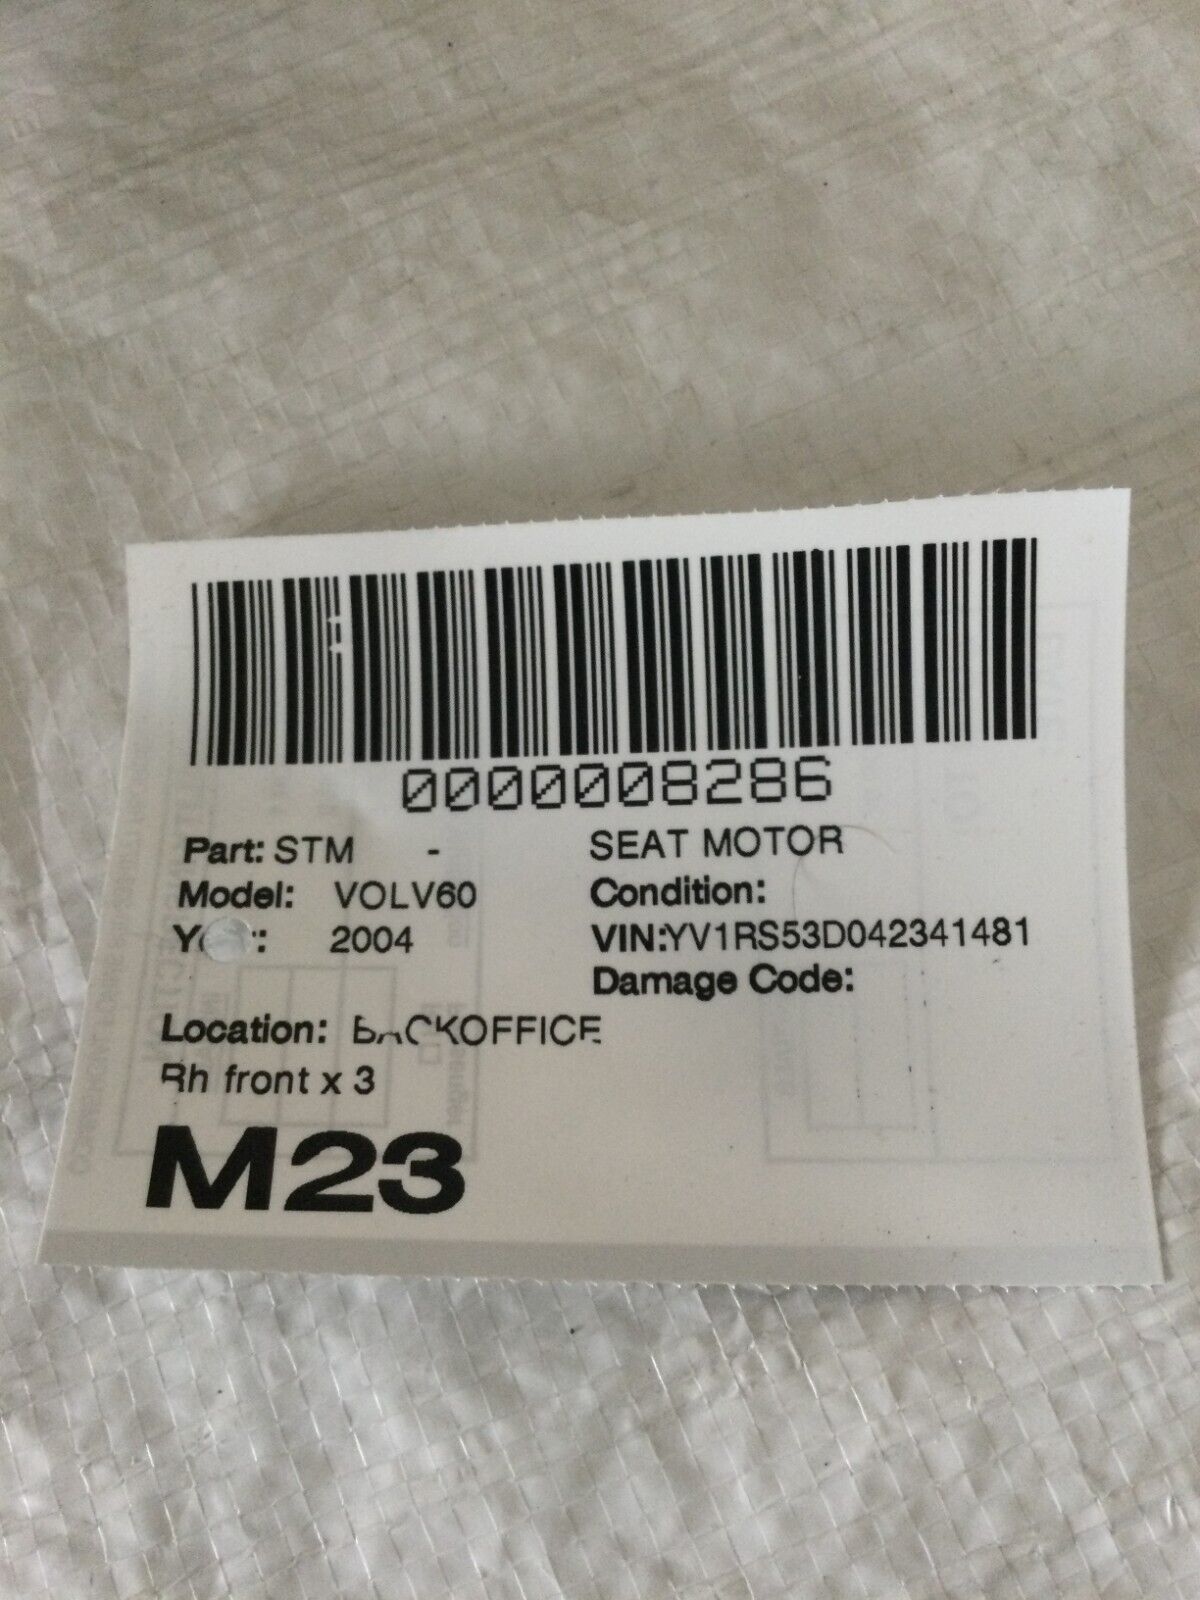 0000008286
Part: STM - SEAT MOTOR
Model: VOLV60 Condition:
2004 VIN:YV1RS53D042341481
Damage Code:
Location: BACKOFFICE
Rh front x 3
M23